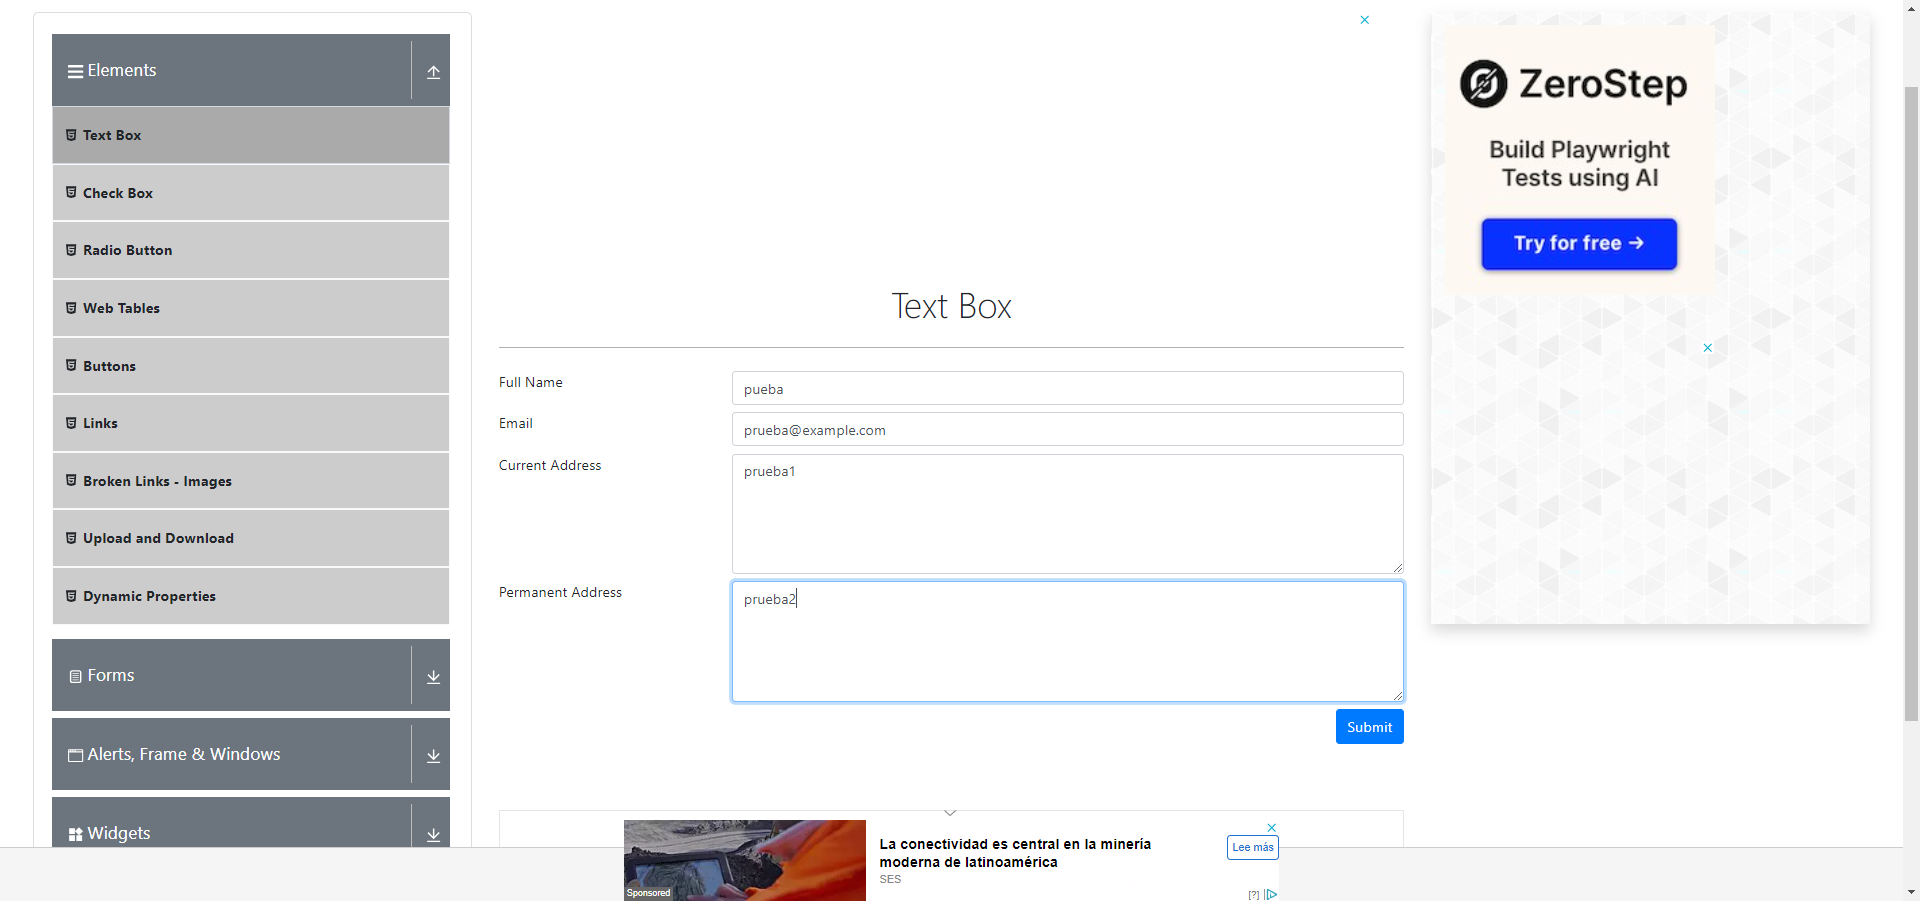 Elements
Text Box
Check Box
Radio Button
Web Tables
Buttons
Links
Broken Links - Images
Upload and Download
Dynamic Properties
Forms
Alerts, Frame & Windows
Widgets
Text Box
Full Name
pueba
Email
prueba@example.com
Current Address
prueba1
Permanent Address
prueba2
Submit
ZeroStep
Build Playwright
Tests using AI
Try for free →
Sponsored
La conectividad es central en la minería
moderna de latinoamérica
SES
Lee más
[?]